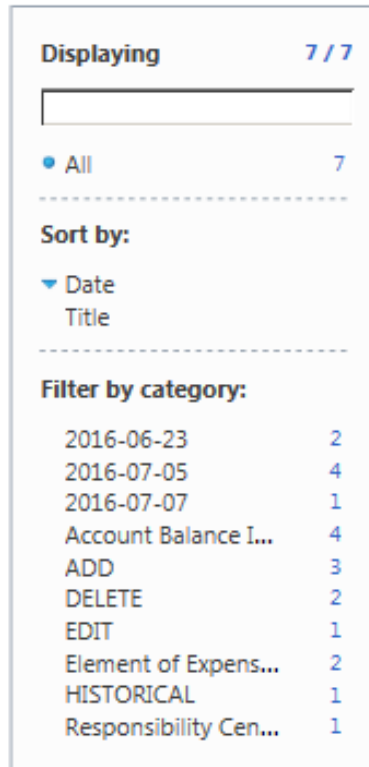 Displaying 7 / 7
All 7
Sort by:
Date
Title
Filter by category:
2016-06-23 2
2016-07-05 4
2016-07-07 1
Account Balance I... 4
ADD 3
DELETE 2
EDIT 1
Element of Expens... 2
HISTORICAL 1
Responsibility Cen... 1